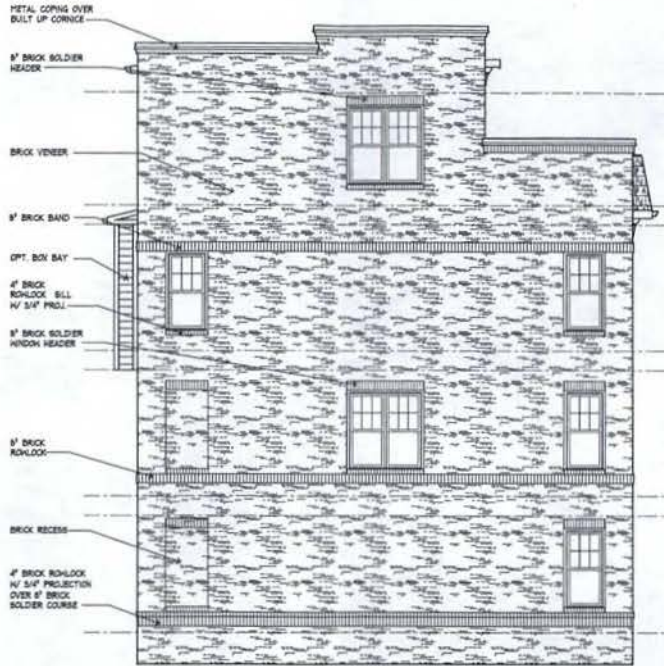 METAL COPING OVER
BUILT UP CORNICE
8" BRICK SOLDIER
HEADER
BRICK VENEER
8" BRICK BAND
OPT. BOX BAY
4" BRICK
ROWLOCK SILL
W/ 3/4" PROJ.
8" BRICK SOLDIER
WINDOW HEADER
8" BRICK
ROWLOCK
BRICK RECESS
4" BRICK ROWLOCK
W/ 3/4" PROJECTION
OVER 8" BRICK
SOLDIER COURSE